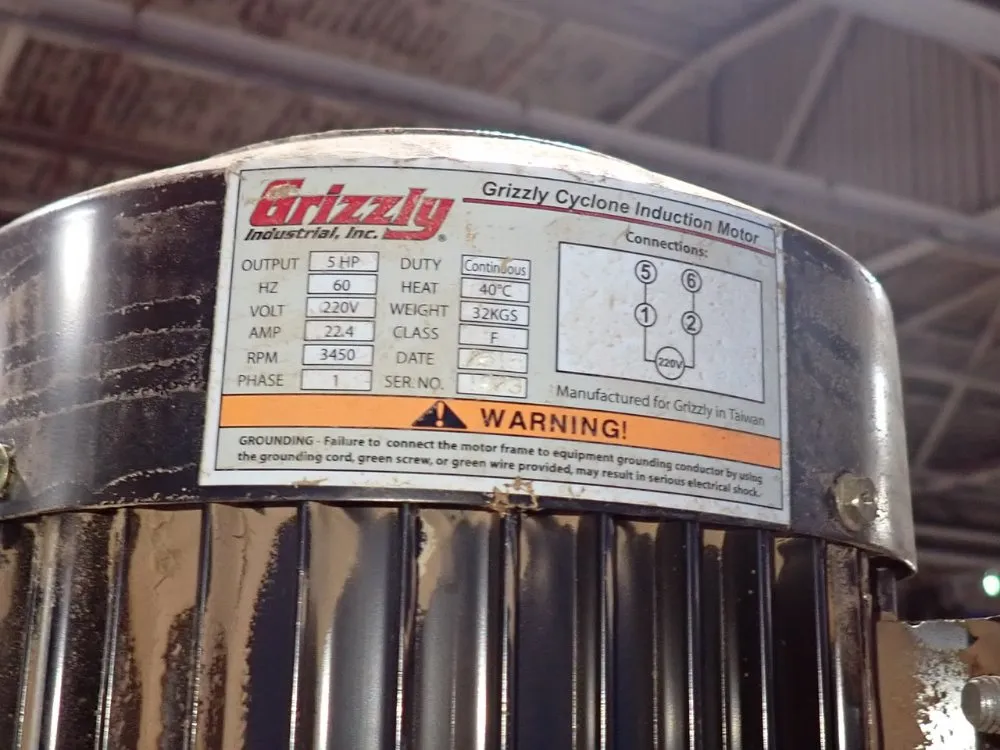 Grizzly
Industrial, Inc. ®
Grizzly Cyclone Induction Motor
OUTPUT 5 HP
HZ 60
VOLT 220V
AMP 22.4
RPM 3450
PHASE 1
DUTY Continuous
HEAT 40°C
WEIGHT 32KGS
CLASS F
DATE
SER. NO.
Connections:
5 6
1 2
220V
Manufactured for Grizzly in Taiwan
WARNING!
GROUNDING - Failure to connect the motor frame to equipment grounding conductor by using
the grounding cord, green screw, or green wire provided, may result in serious electrical shock.